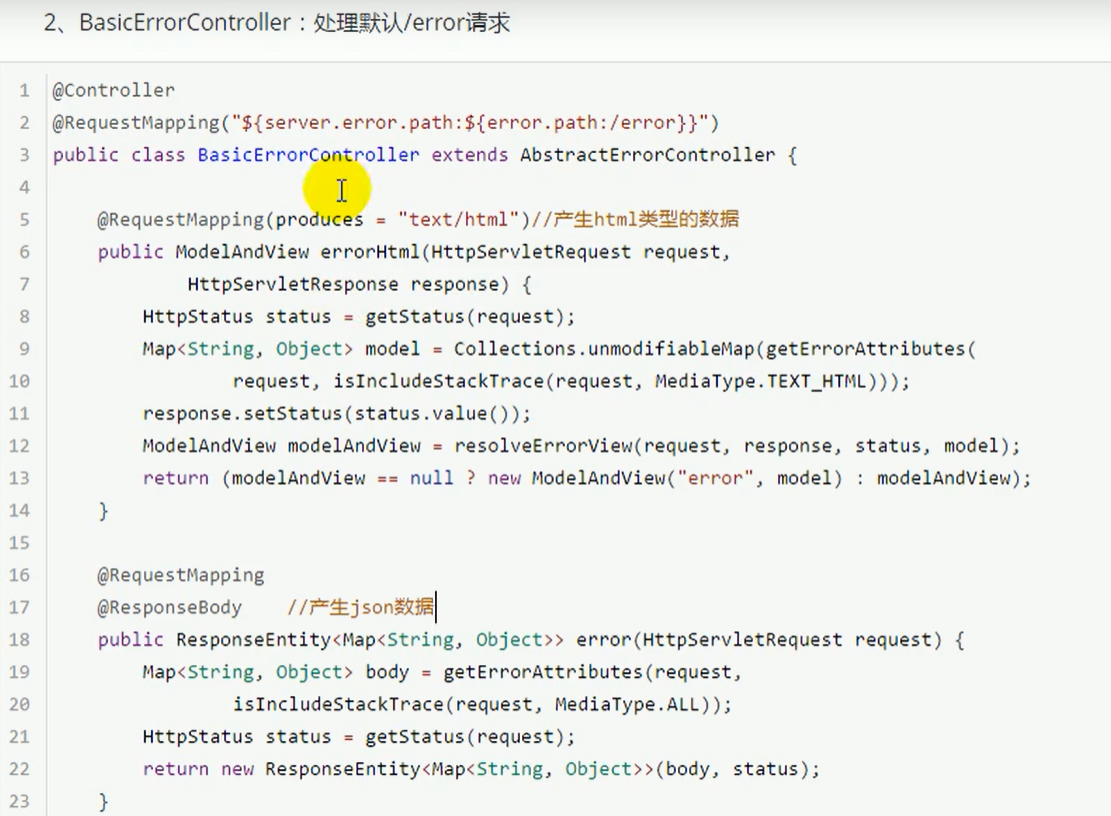 2、BasicErrorController：处理默认/error请求
1 @Controller
2 @RequestMapping("${server.error.path:${error.path:/error}}")
3 public class BasicErrorController extends AbstractErrorController {
4
5 @RequestMapping(produces = "text/html")//产生html类型的数据
6 public ModelAndView errorHtml(HttpServletRequest request,
7 HttpServletResponse response) {
8 HttpStatus status = getStatus(request);
9 Map<String, Object> model = Collections.unmodifiableMap(getErrorAttributes(
10 request, isIncludeStackTrace(request, MediaType.TEXT_HTML)));
11 response.setStatus(status.value());
12 ModelAndView modelAndView = resolveErrorView(request, response, status, model);
13 return (modelAndView == null ? new ModelAndView("error", model) : modelAndView);
14 }
15
16 @RequestMapping
17 @ResponseBody //产生json数据
18 public ResponseEntity<Map<String, Object>> error(HttpServletRequest request) {
19 Map<String, Object> body = getErrorAttributes(request,
20 isIncludeStackTrace(request, MediaType.ALL));
21 HttpStatus status = getStatus(request);
22 return new ResponseEntity<Map<String, Object>>(body, status);
23 }